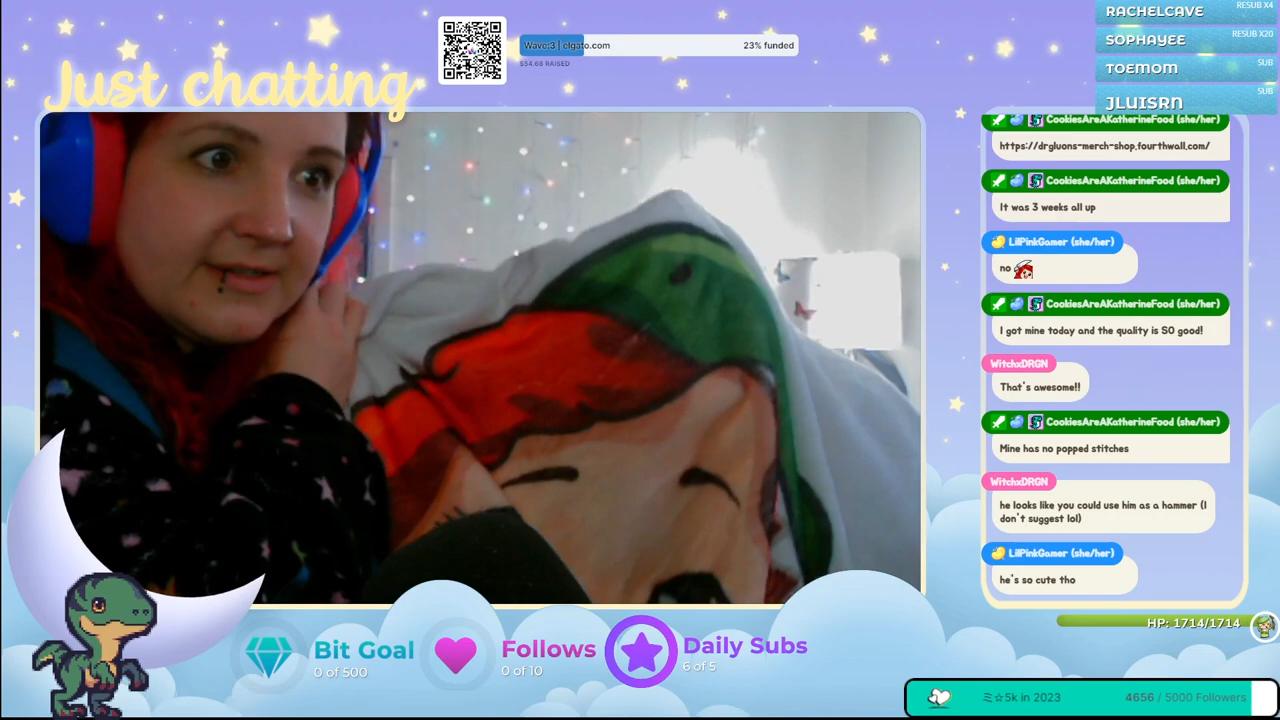 Just chatting
Wave:3 | elgato.com
23% funded
$54.68 RAISED
RACHELCAVE
RESUB X4
SOPHAYEE
RESUB X20
TOEMOM
SUB
JLUISRN
SUB
CookiesAreAKatherineFood (she/her)
https://drgluons-merch-shop.fourthwall.com/
CookiesAreAKatherineFood (she/her)
It was 3 weeks all up
LilPinkGamer (she/her)
no
CookiesAreAKatherineFood (she/her)
I got mine today and the quality is SO good!
WitchxDRGN
That's awesome!!
CookiesAreAKatherineFood (she/her)
Mine has no popped stitches
WitchxDRGN
he looks like you could use him as a hammer (I
don't suggest lol)
LilPinkGamer (she/her)
he's so cute tho
HP: 1714/1714
Bit Goal
0 of 500
Follows
0 of 10
Daily Subs
6 of 5
ミ☆5k in 2023
4656 / 5000 Followers